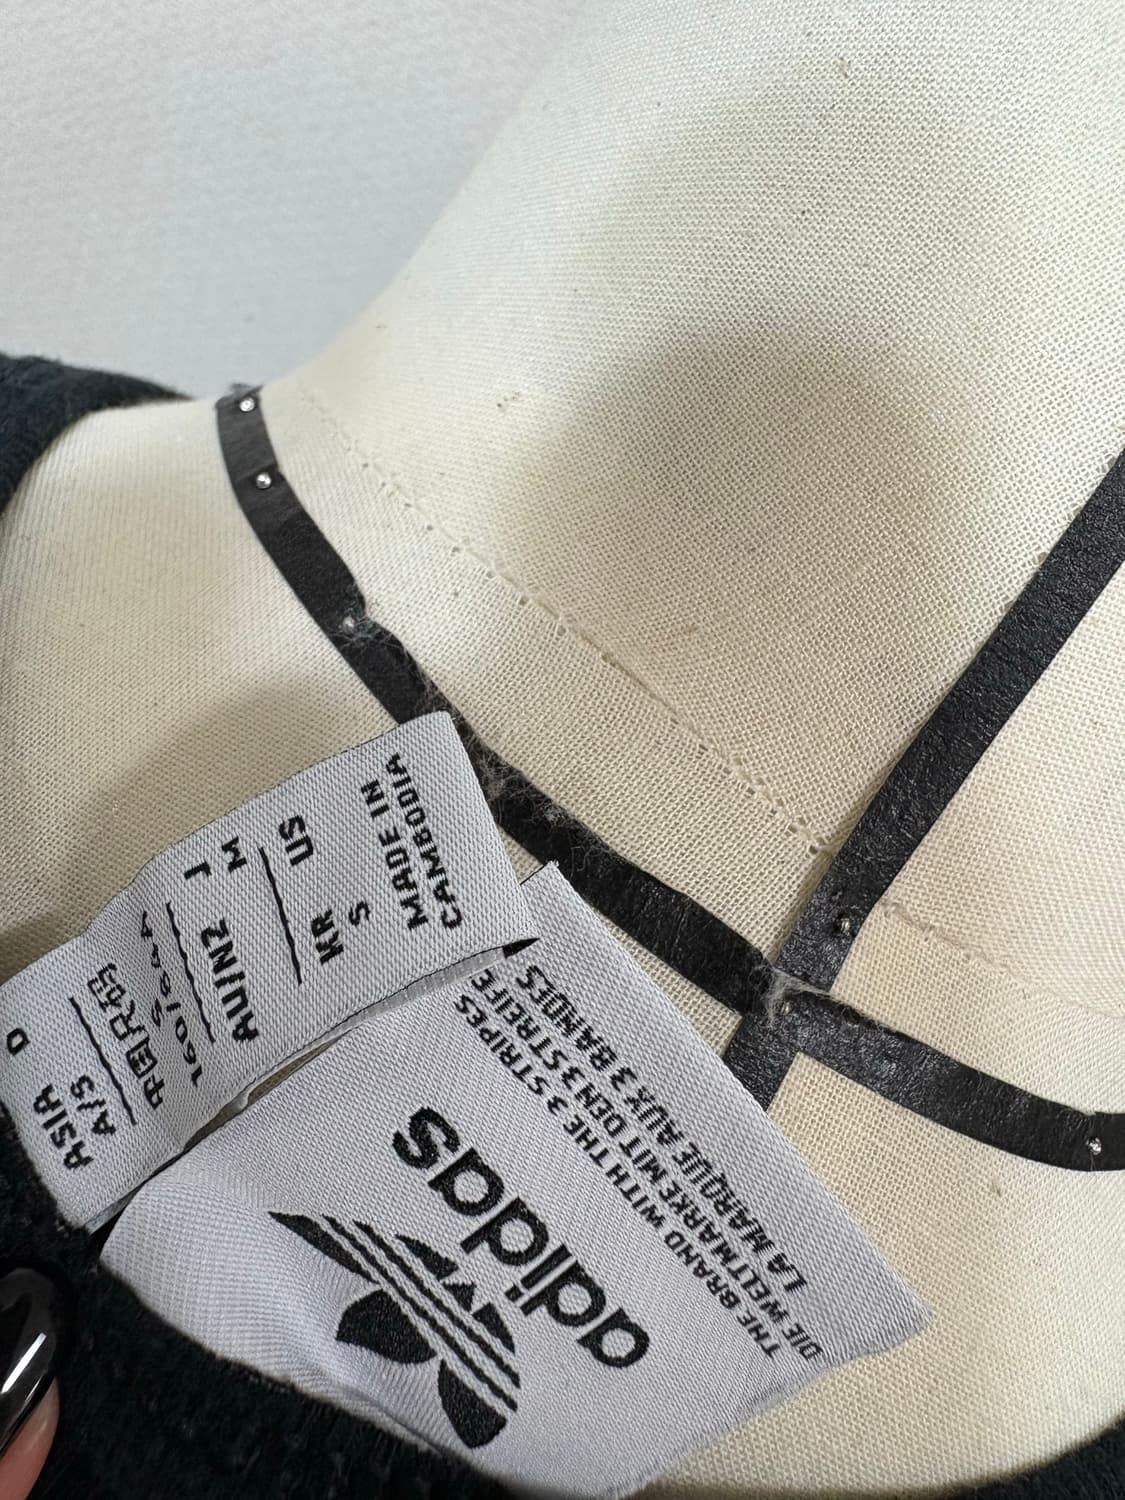 ASIA D
A/S
160/84A
AU/NZ J
M
KR US
S
MADE IN
CAMBODIA
adidas
THE BRAND WITH THE 3 STRIPES
DIE WELTMARKE MIT DEN 3 STREIFEN
LA MARQUE AUX 3 BANDES